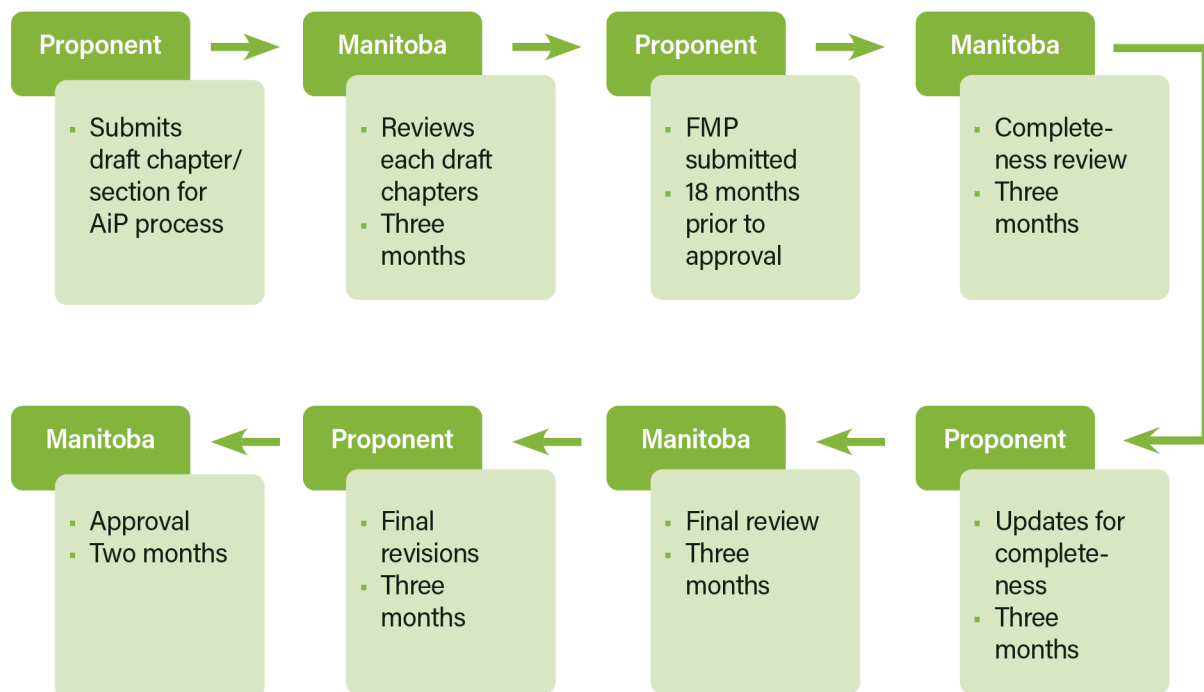 Proponent
Submits
draft chapter/
section for
AiP process
Manitoba
Reviews
each draft
chapters
Three
months
Proponent
FMP
submitted
18 months
prior to
approval
Manitoba
Complete-
ness review
Three
months
Proponent
Updates for
complete-
ness
Three
months
Manitoba
Final review
Three
months
Proponent
Final
revisions
Three
months
Manitoba
Approval
Two months